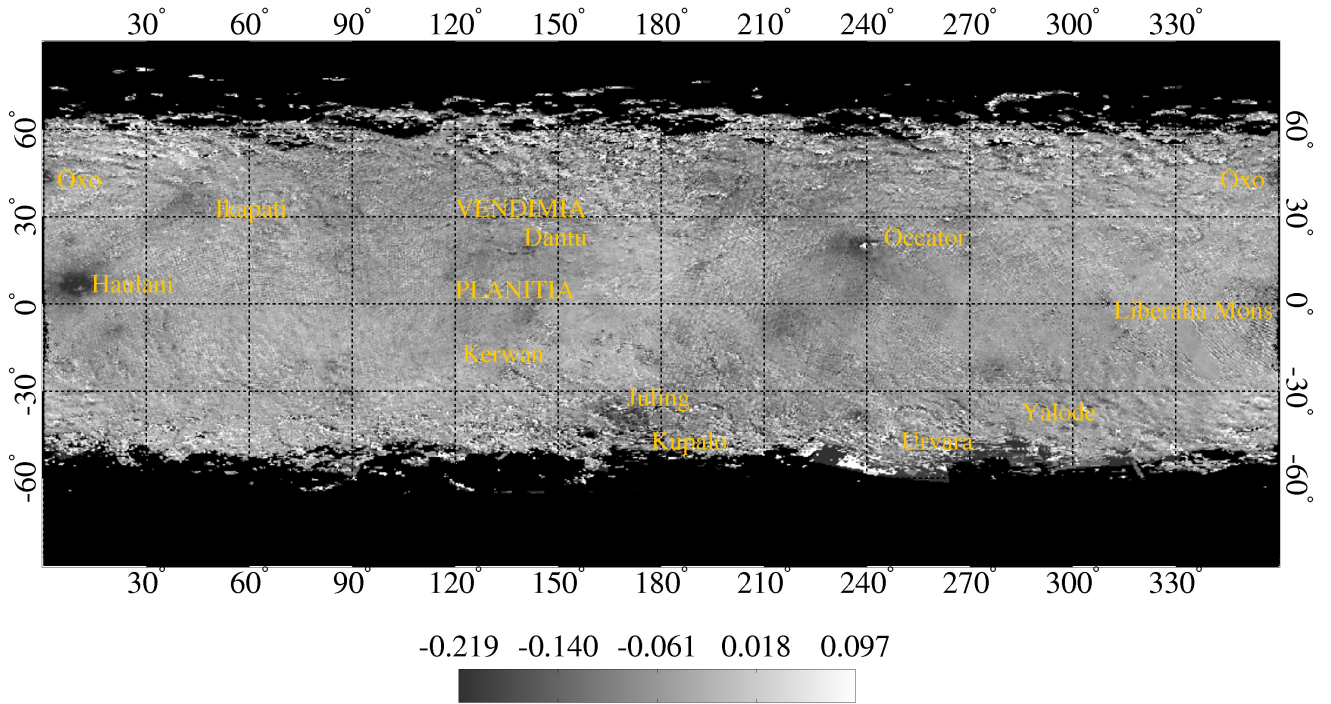 30° 60° 90° 120° 150° 180° 210° 240° 270° 300° 330°
60° 60°
Oxo Oxo
Ikapati VENDIMIA
30° 30°
Dantu Occator
Haulani PLANITIA
0° Liberalia Mons 0°
Kerwan
-30° Juling Yalode -30°
Kupalo Urvara
-60° -60°
30° 60° 90° 120° 150° 180° 210° 240° 270° 300° 330°
-0.219 -0.140 -0.061 0.018 0.097